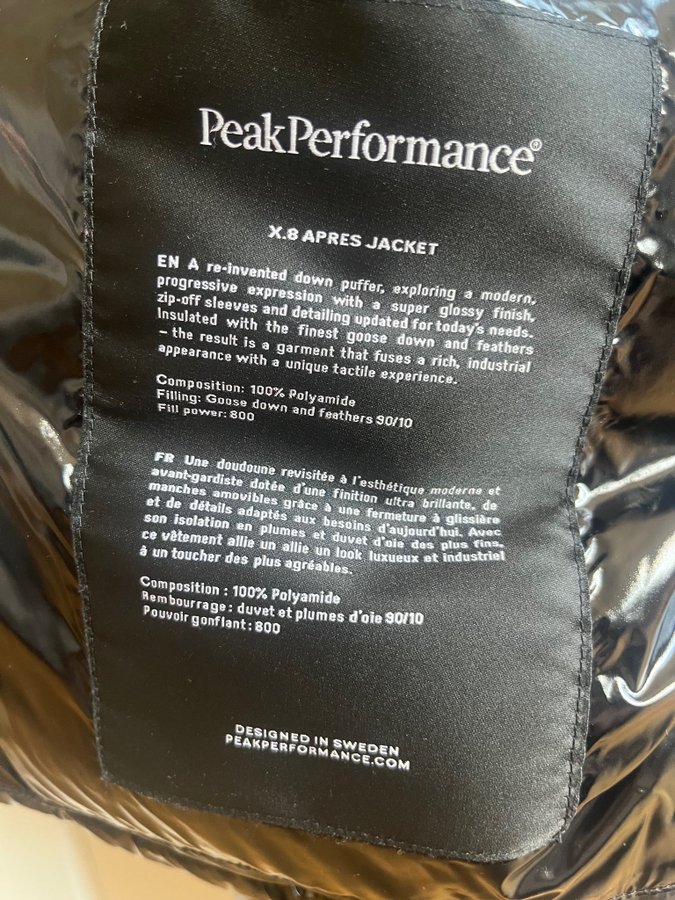 PeakPerformance®
X.8 APRES JACKET
EN A re-invented down puffer, exploring a modern,
progressive expression with a super glossy finish,
zip-off sleeves and detailing updated for today's needs.
Insulated with the finest goose down and feathers
– the result is a garment that fuses a rich, industrial
appearance with a unique tactile experience.
Composition: 100% Polyamide
Filling: Goose down and feathers 90/10
Fill power: 800
FR Une doudoune revisitée à l'esthétique moderne et
avant-gardiste dotée d'une finition ultra brillante, de
manches amovibles grâce à une fermeture à glissière
et de détails adaptés aux besoins d'aujourd'hui. Avec
son isolation en plumes et duvet d'oie des plus fins,
ce vêtement allie un allie un look luxueux et industriel
à un toucher des plus agréables.
Composition : 100% Polyamide
Rembourrage : duvet et plumes d'oie 90/10
Pouvoir gonflant : 800
DESIGNED IN SWEDEN
PEAKPERFORMANCE.COM